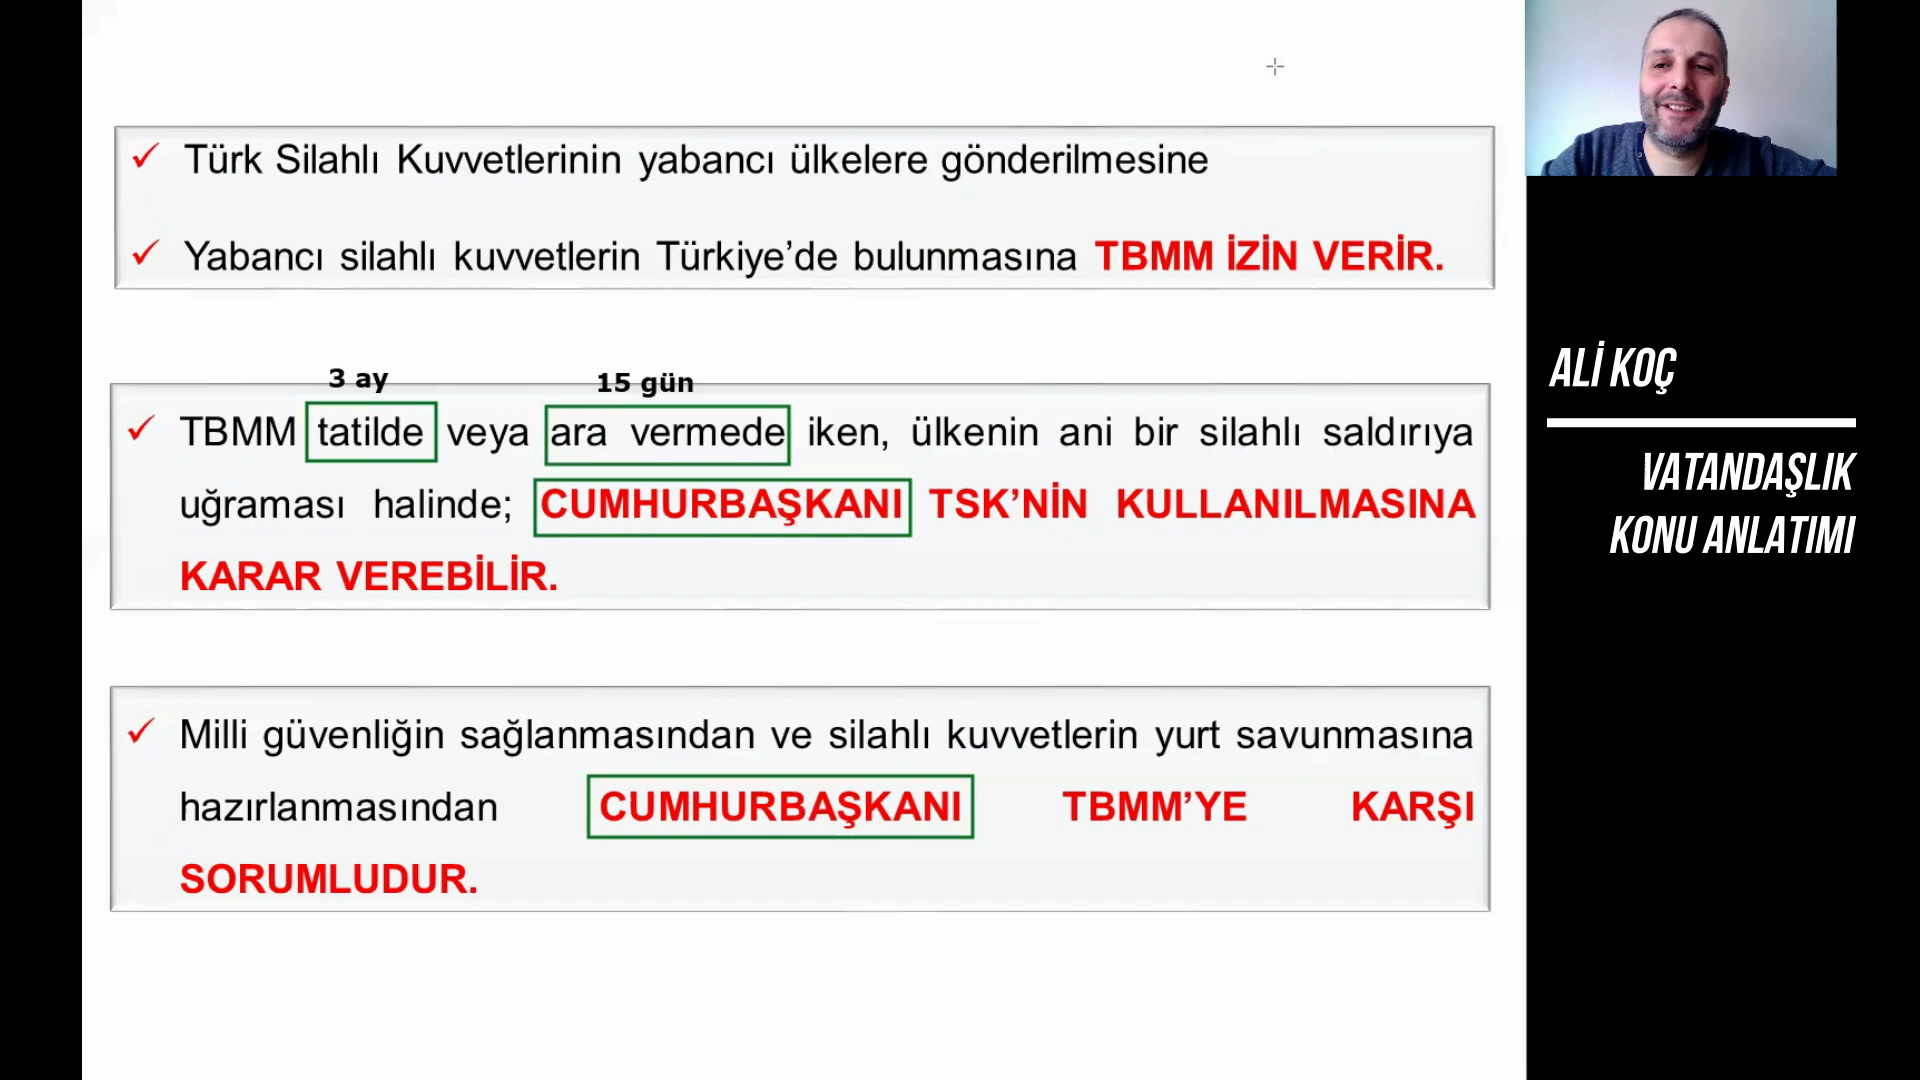 Türk Silahlı Kuvvetlerinin yabancı ülkelere gönderilmesine
Yabancı silahlı kuvvetlerin Türkiye’de bulunmasına TBMM İZİN VERİR.
3 ay 15 gün
TBMM tatilde veya ara vermede iken, ülkenin ani bir silahlı saldırıya
uğraması halinde; CUMHURBAŞKANI TSK’NİN KULLANILMASINA
KARAR VEREBİLİR.
Milli güvenliğin sağlanmasından ve silahlı kuvvetlerin yurt savunmasına
hazırlanmasından CUMHURBAŞKANI TBMM’YE KARŞI
SORUMLUDUR.
ALİ KOÇ
VATANDAŞLIK
KONU ANLATIMI